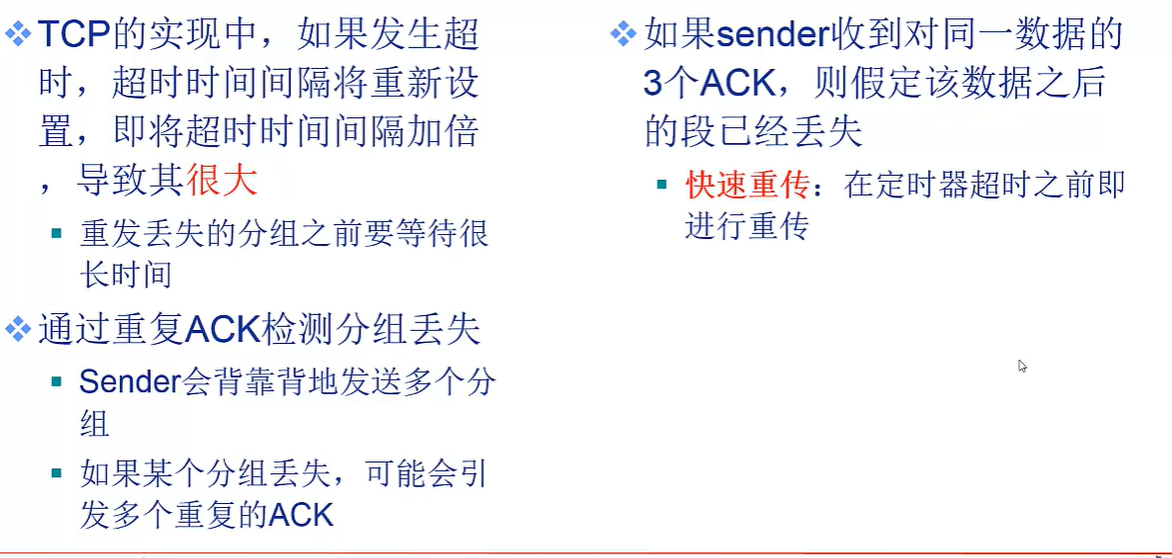 TCP的实现中，如果发生超
时，超时时间间隔将重新设
置，即将超时时间间隔加倍
，导致其很大
重发丢失的分组之前要等待很
长时间
通过重复ACK检测分组丢失
Sender会背靠背地发送多个分
组
如果某个分组丢失，可能会引
发多个重复的ACK
如果sender收到对同一数据的
3个ACK，则假定该数据之后
的段已经丢失
快速重传：在定时器超时之前即
进行重传